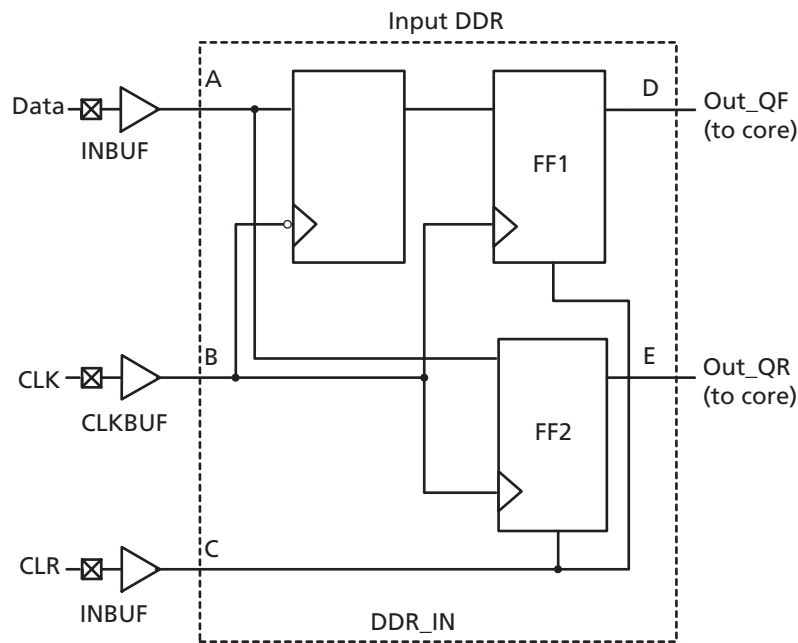 Input DDR
A
D
Data
INBUF
Out_QF
(to core)
FF1
B
E
CLK
CLKBUF
Out_QR
(to core)
FF2
C
CLR
INBUF
DDR_IN